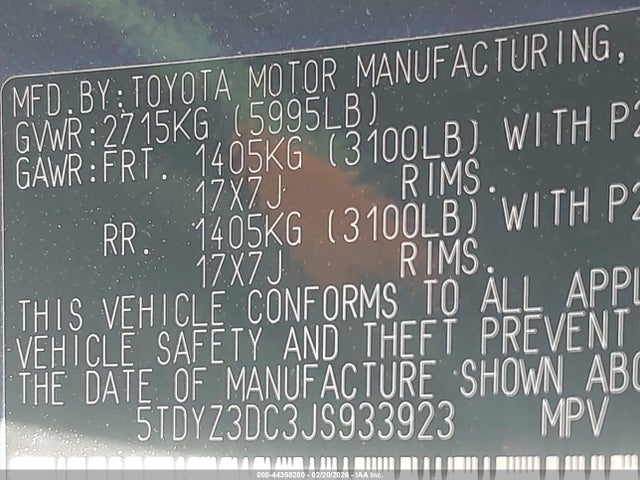 MFD.BY:TOYOTA MOTOR MANUFACTURING,
GVWR:2715KG (5995LB)
GAWR:FRT. 1405KG (3100LB) WITH P2
17X7J RIMS.
RR. 1405KG (3100LB) WITH P2
17X7J RIMS.
THIS VEHICLE CONFORMS TO ALL APPL
VEHICLE SAFETY AND THEFT PREVENT
THE DATE OF MANUFACTURE SHOWN ABO
5TDYZ3DC3JS933923 MPV
000-44358200 - 02/20/2026 - IAA Inc.